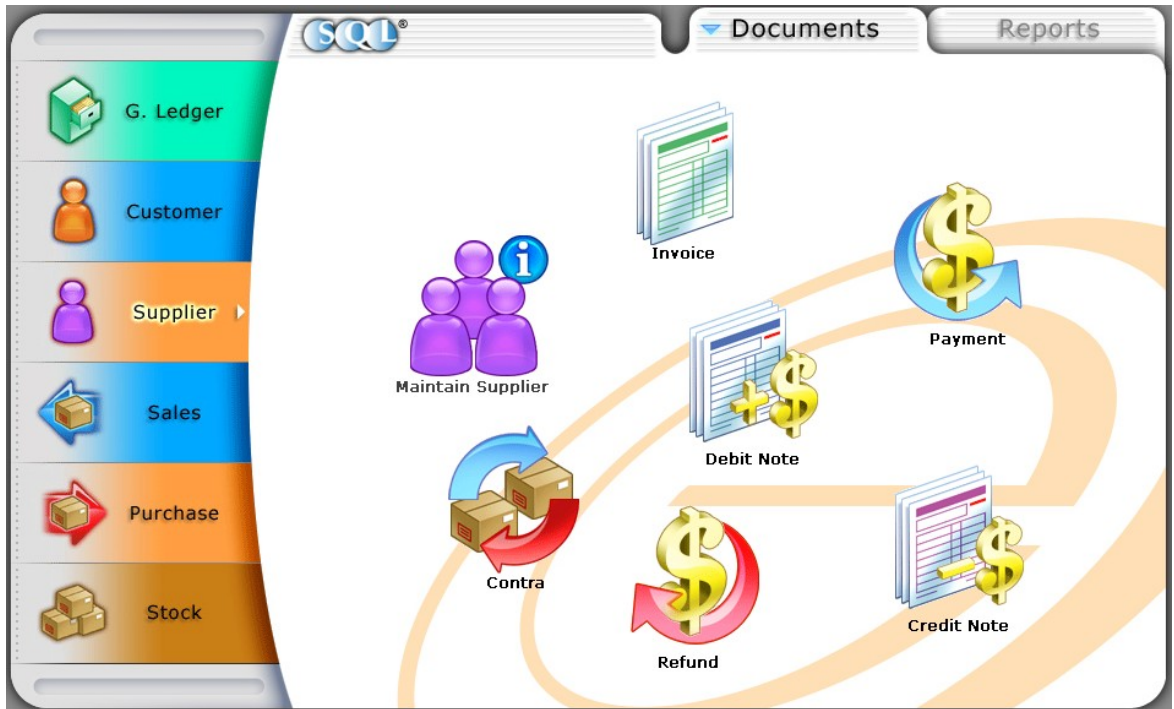 SQL®
Documents
Reports
G. Ledger
Customer
Supplier
Sales
Purchase
Stock
Invoice
Payment
Maintain Supplier
Debit Note
Contra
Credit Note
Refund